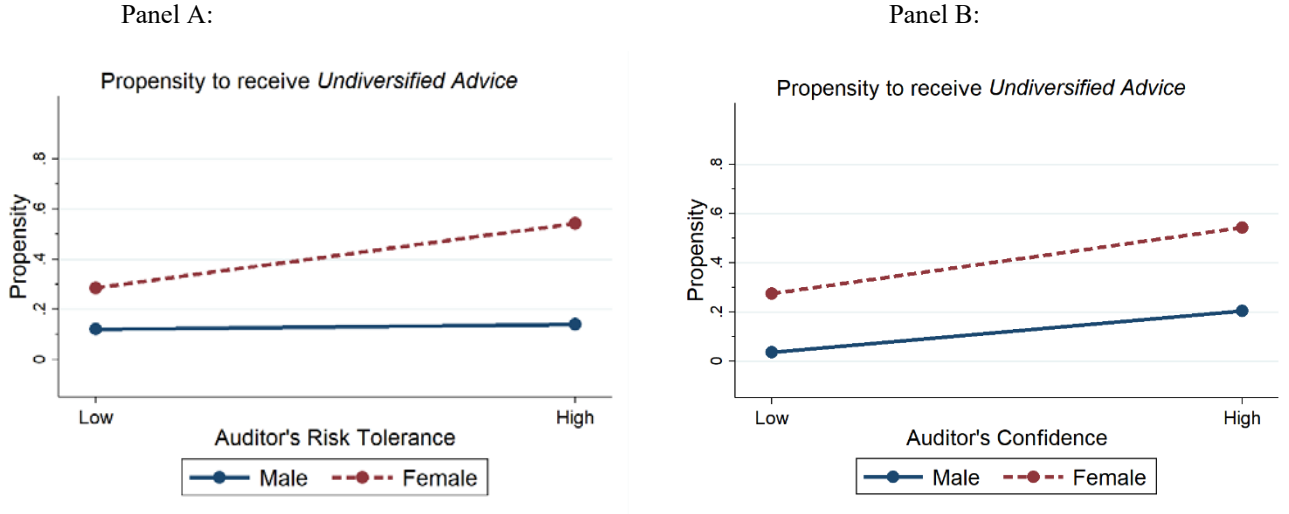 Panel A:
Propensity to receive Undiversified Advice
Propensity
.8
.6
.4
.2
0
Low
High
Auditor's Risk Tolerance
Male
Female
Panel B:
Propensity to receive Undiversified Advice
Propensity
.8
.6
.4
.2
0
Low
High
Auditor's Confidence
Male
Female